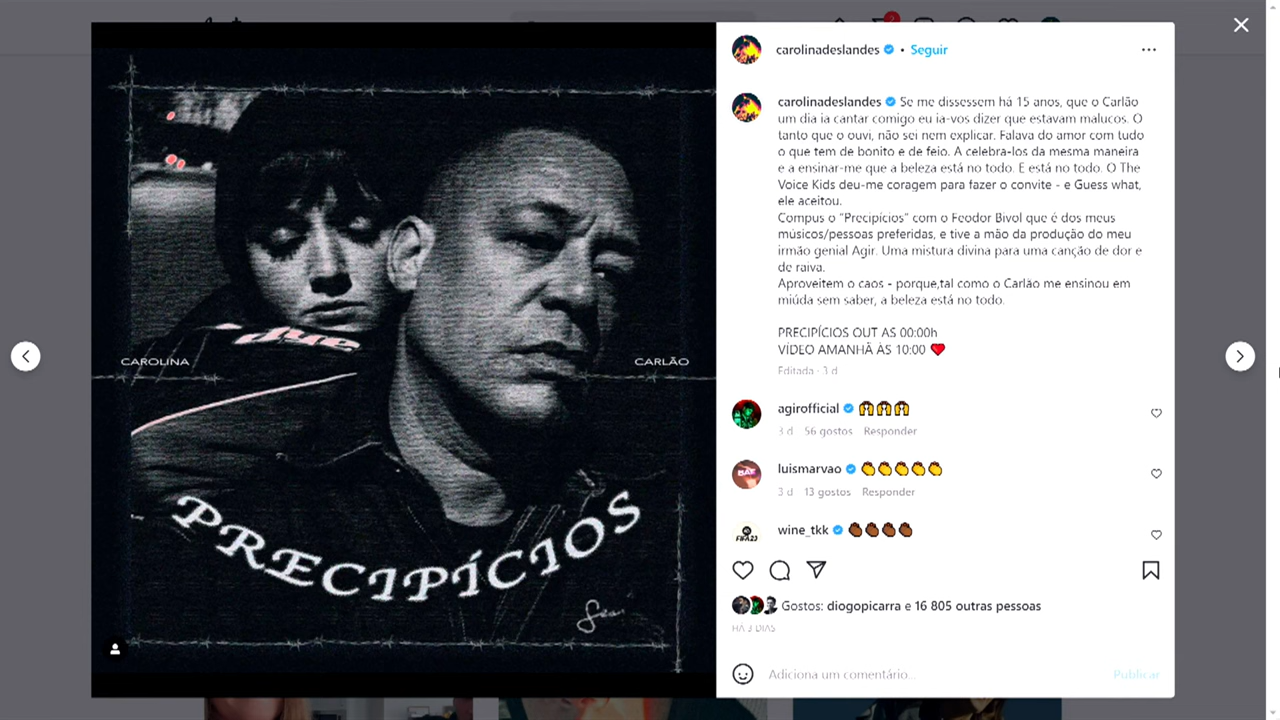 CAROLINA
CARLÃO
PRECIPÍCIOS
carolinadeslandes • Seguir
carolinadeslandes Se me dissessem há 15 anos, que o Carlão
um dia ia cantar comigo eu ia-vos dizer que estavam malucos. O
tanto que o ouvi, não sei nem explicar. Falava do amor com tudo
o que tem de bonito e de feio. A celebra-los da mesma maneira
e a ensinar-me que a beleza está no todo. E está no todo. O The
Voice Kids deu-me coragem para fazer o convite - e Guess what,
ele aceitou.
Compus o "Precipícios" com o Feodor Bivol que é dos meus
músicos/pessoas preferidas, e tive a mão da produção do meu
irmão genial Agir. Uma mistura divina para uma canção de dor e
de raiva.
Aproveitem o caos - porque,tal como o Carlão me ensinou em
miúda sem saber, a beleza está no todo.
PRECIPÍCIOS OUT AS 00:00h
VÍDEO AMANHÃ ÀS 10:00 ❤️
Editada · 3 d
agirofficial 🙌🙌🙌
3 d 56 gostos Responder
luismarvao 👏👏👏👏👏
3 d 13 gostos Responder
FIFA23
wine_tkk 👏🏾👏🏾👏🏾👏🏾
Gostos: diogopicarra e 16 805 outras pessoas
HÁ 3 DIAS
Adiciona um comentário...
Publicar